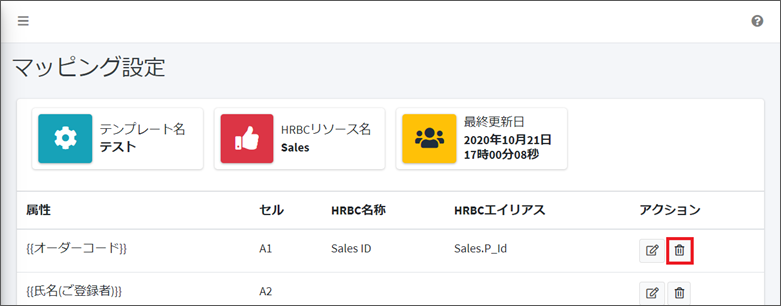 マッピング設定
テンプレート名
テスト
HRBCリソース名
Sales
最終更新日
2020年10月21日
17時00分08秒
属性 セル HRBC名称 HRBCエイリアス アクション
{{オーダーコード}} A1 Sales ID Sales.P_Id
{{氏名(ご登録者)}} A2